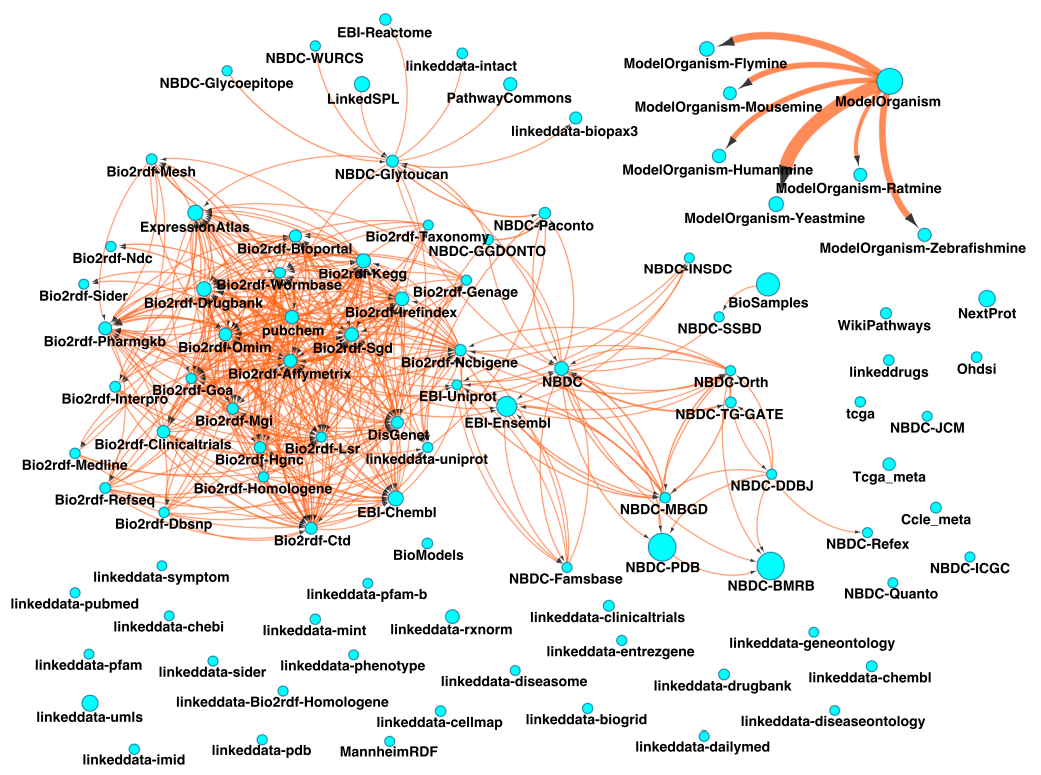 EBI-Reactome
NBDC-WURCS
linkeddata-intact
ModelOrganism-Flymine
NBDC-Glycoepitope
LinkedSPL
PathwayCommons
ModelOrganism
ModelOrganism-Mousemine
linkeddata-biopax3
Bio2rdf-Mesh
NBDC-Glytoucan
ModelOrganism-Humanmine
ModelOrganism-Ratmine
ModelOrganism-Yeastmine
ExpressionAtlas
NBDC-Paconto
Bio2rdf-Taxonomy
ModelOrganism-Zebrafishmine
Bio2rdf-Ndc
Bio2rdf-Bioportal
NBDC-GGDONTO
Bio2rdf-Kegg
NBDC-INSDC
Bio2rdf-Wormbase
Bio2rdf-Sider
Bio2rdf-Genage
Bio2rdf-Drugbank
BioSamples
Bio2rdf-Irefindex
NextProt
NBDC-SSBD
WikiPathways
pubchem
Bio2rdf-Pharmgkb
Bio2rdf-Omim
Bio2rdf-Sgd
Bio2rdf-Ncbigene
Bio2rdf-Affymetrix
NBDC
NBDC-Orth
linkeddrugs
Ohdsi
Bio2rdf-Interpro
Bio2rdf-Goa
EBI-Uniprot
NBDC-TG-GATE
tcga
Bio2rdf-Mgi
EBI-Ensembl
NBDC-JCM
Bio2rdf-Clinicaltrials
DisGenet
Bio2rdf-Lsr
Bio2rdf-Medline
Bio2rdf-Hgnc
linkeddata-uniprot
Tcga_meta
Bio2rdf-Homologene
NBDC-DDBJ
Bio2rdf-Refseq
EBI-Chembl
NBDC-MBGD
Bio2rdf-Dbsnp
Ccle_meta
Bio2rdf-Ctd
NBDC-Refex
BioModels
NBDC-PDB
NBDC-ICGC
linkeddata-symptom
NBDC-Famsbase
NBDC-BMRB
NBDC-Quanto
linkeddata-pubmed
linkeddata-pfam-b
linkeddata-chebi
linkeddata-mint
linkeddata-rxnorm
linkeddata-clinicaltrials
linkeddata-geneontology
linkeddata-entrezgene
linkeddata-pfam
linkeddata-sider
linkeddata-phenotype
linkeddata-diseasome
linkeddata-drugbank
linkeddata-chembl
linkeddata-Bio2rdf-Homologene
linkeddata-umls
linkeddata-cellmap
linkeddata-biogrid
linkeddata-diseaseontology
linkeddata-imid
linkeddata-pdb
MannheimRDF
linkeddata-dailymed